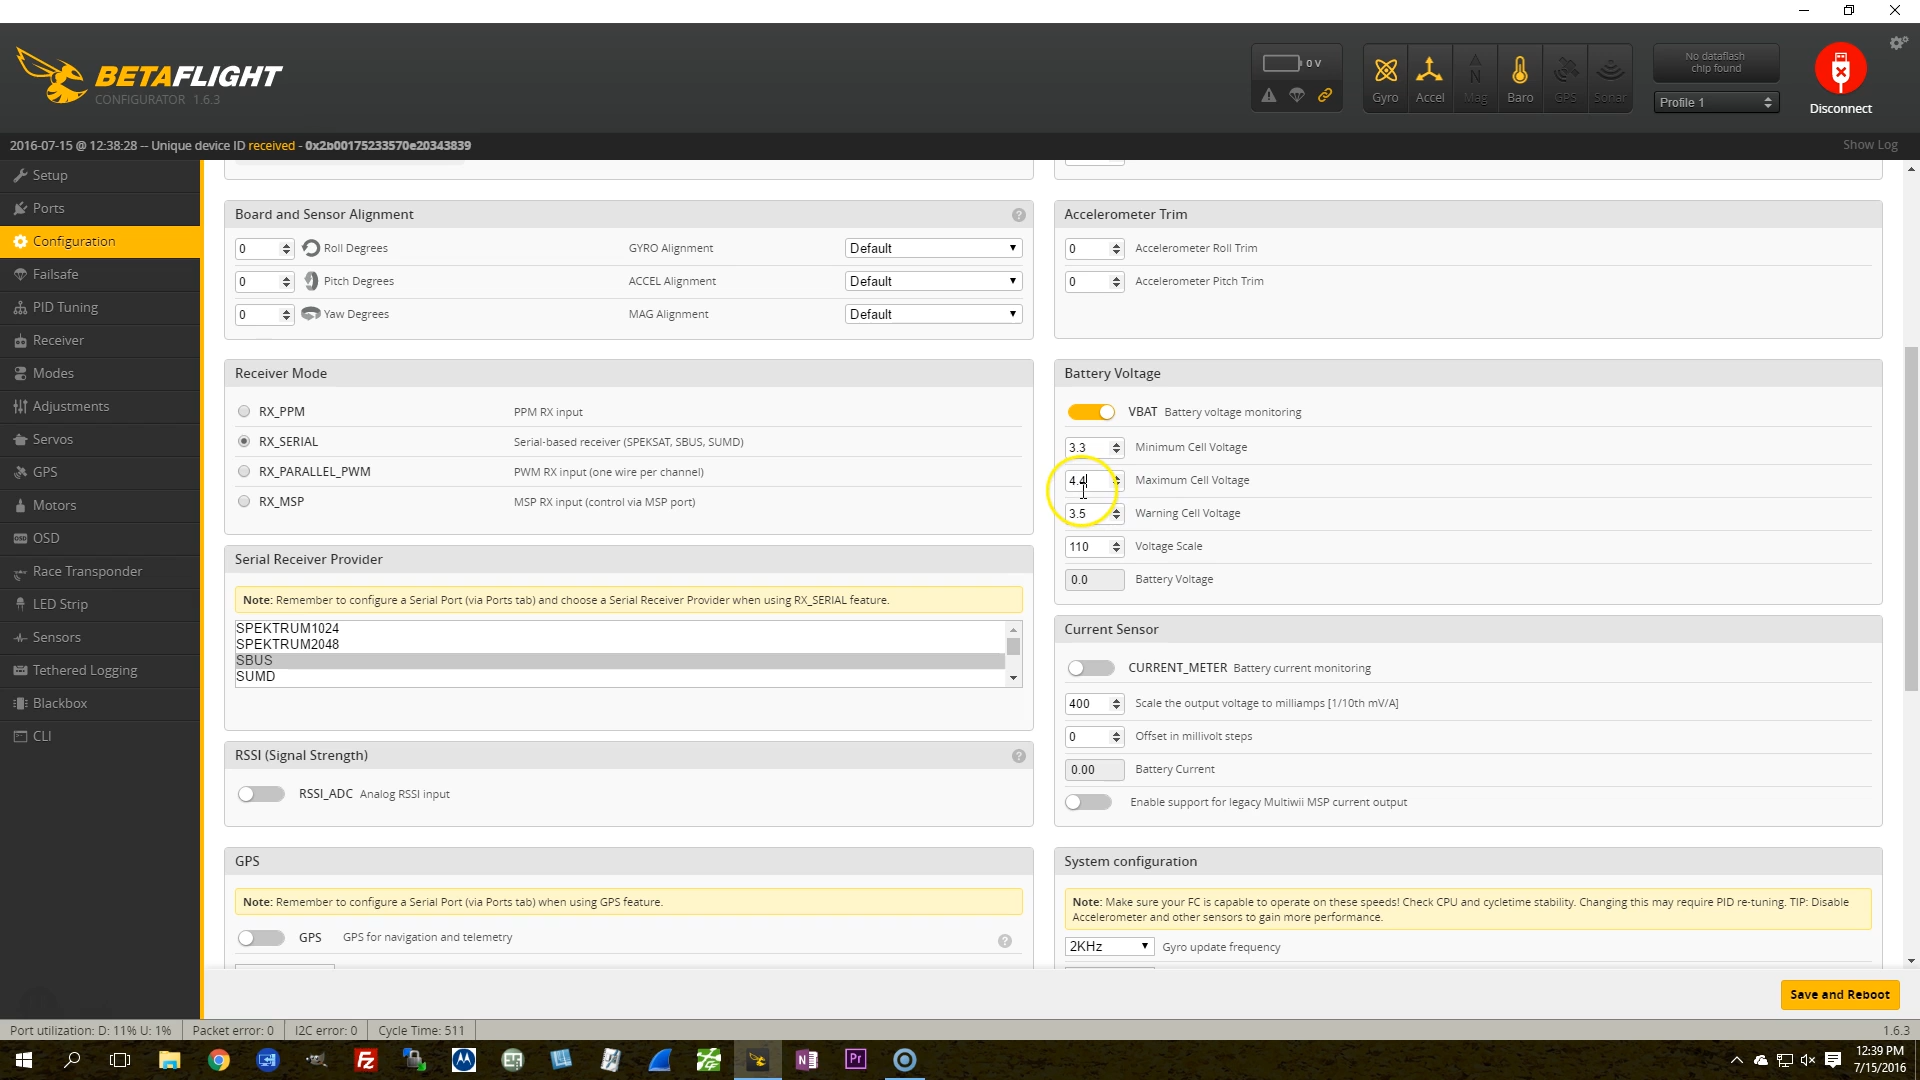 BETAFLIGHT
CONFIGURATOR 1.6.3
0 V
Gyro
Accel
Mag
Baro
GPS
Sonar
No dataflash
chip found
Profile 1
Disconnect
2016-07-15 @ 12:38:28 -- Unique device ID received - 0x2b00175233570e20343839
Show Log
Setup
Ports
Configuration
Failsafe
PID Tuning
Receiver
Modes
Adjustments
Servos
GPS
Motors
OSD
Race Transponder
LED Strip
Sensors
Tethered Logging
Blackbox
CLI
Board and Sensor Alignment
0 Roll Degrees GYRO Alignment Default
0 Pitch Degrees ACCEL Alignment Default
0 Yaw Degrees MAG Alignment Default
Accelerometer Trim
0 Accelerometer Roll Trim
0 Accelerometer Pitch Trim
Receiver Mode
RX_PPM PPM RX input
RX_SERIAL Serial-based receiver (SPEKSAT, SBUS, SUMD)
RX_PARALLEL_PWM PWM RX input (one wire per channel)
RX_MSP MSP RX input (control via MSP port)
Battery Voltage
VBAT Battery voltage monitoring
3.3 Minimum Cell Voltage
4.4 Maximum Cell Voltage
3.5 Warning Cell Voltage
110 Voltage Scale
0.0 Battery Voltage
Serial Receiver Provider
Note: Remember to configure a Serial Port (via Ports tab) and choose a Serial Receiver Provider when using RX_SERIAL feature.
SPEKTRUM1024
SPEKTRUM2048
SBUS
SUMD
Current Sensor
CURRENT_METER Battery current monitoring
400 Scale the output voltage to milliamps [1/10th mV/A]
0 Offset in millivolt steps
0.00 Battery Current
Enable support for legacy Multiwii MSP current output
RSSI (Signal Strength)
RSSI_ADC Analog RSSI input
GPS
Note: Remember to configure a Serial Port (via Ports tab) when using GPS feature.
GPS GPS for navigation and telemetry
System configuration
Note: Make sure your FC is capable to operate on these speeds! Check CPU and cycletime stability. Changing this may require PID re-tuning. TIP: Disable
Accelerometer and other sensors to gain more performance.
2KHz Gyro update frequency
Save and Reboot
Port utilization: D: 11% U: 1% Packet error: 0 I2C error: 0 Cycle Time: 511 1.6.3
12:39 PM
7/15/2016